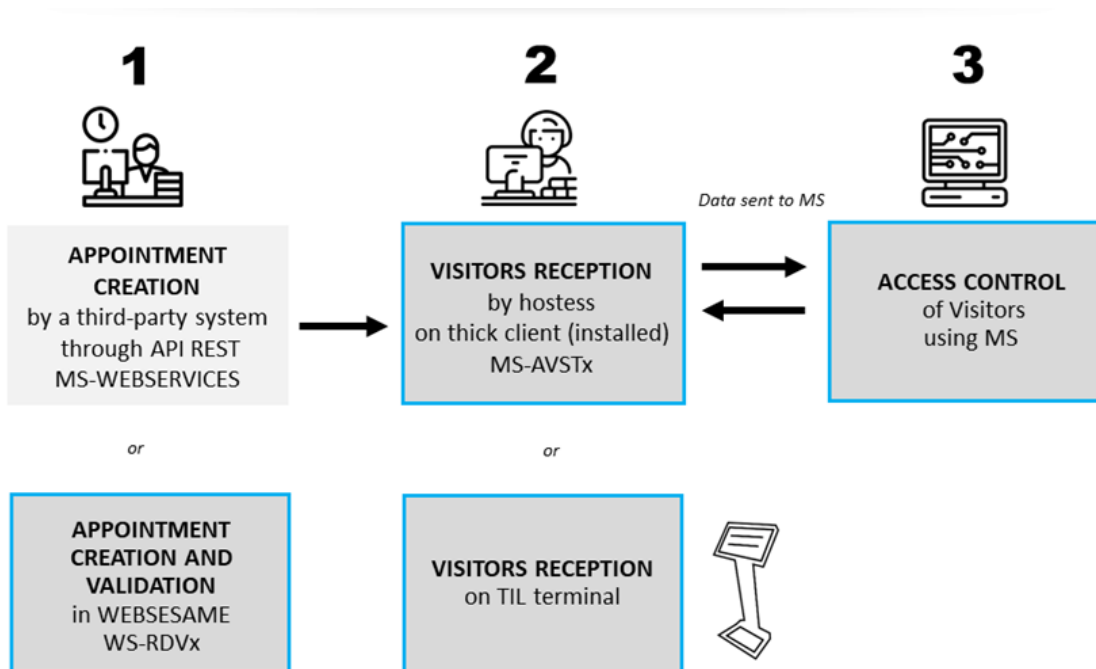 1
2
3
Data sent to MS
APPOINTMENT
CREATION
by a third-party system
through API REST
MS-WEBSERVICES
VISITORS RECEPTION
by hostess
on thick client (installed)
MS-AVSTx
ACCESS CONTROL
of Visitors
using MS
or
or
APPOINTMENT
CREATION AND
VALIDATION
in WEBSESAME
WS-RDVx
VISITORS RECEPTION
on TIL terminal